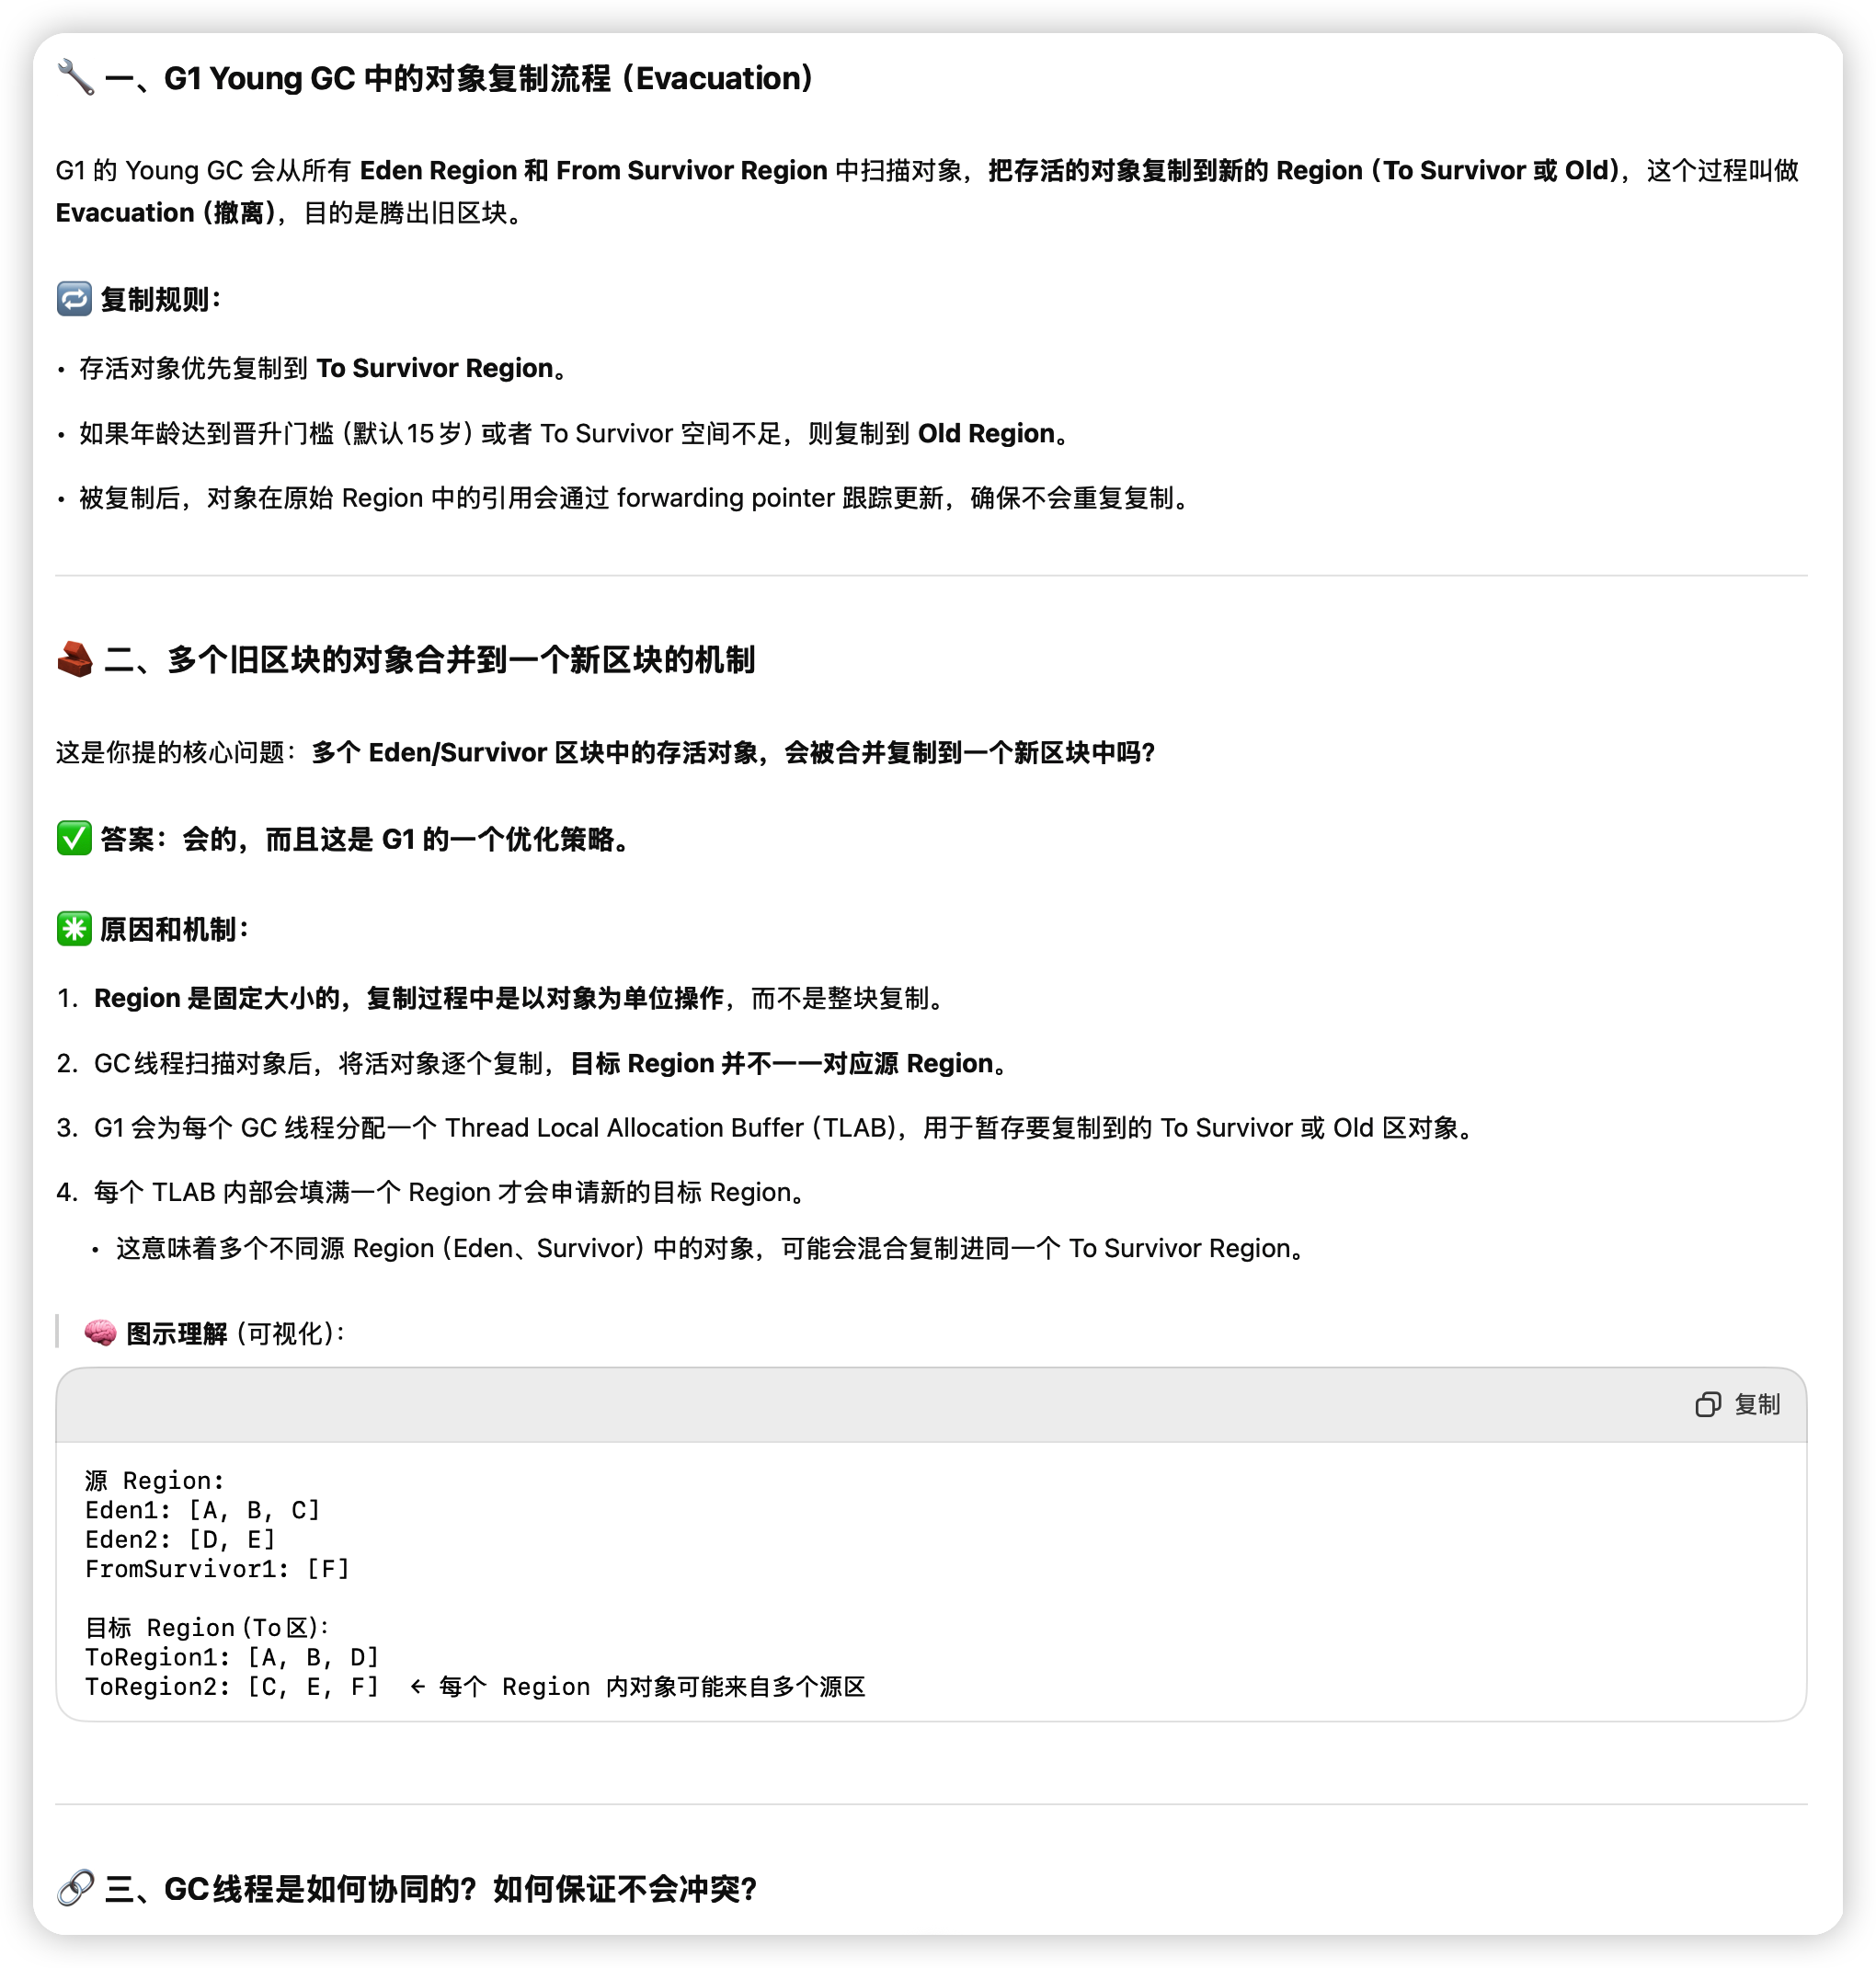 🔧 一、G1 Young GC 中的对象复制流程（Evacuation）
G1 的 Young GC 会从所有 Eden Region 和 From Survivor Region 中扫描对象，把存活的对象复制到新的 Region（To Survivor 或 Old），这个过程叫做
Evacuation（撤离），目的是腾出旧区块。
🔁 复制规则：
• 存活对象优先复制到 To Survivor Region。
• 如果年龄达到晋升门槛（默认15岁）或者 To Survivor 空间不足，则复制到 Old Region。
• 被复制后，对象在原始 Region 中的引用会通过 forwarding pointer 跟踪更新，确保不会重复复制。
🧱 二、多个旧区块的对象合并到一个新区块的机制
这是你提的核心问题：多个 Eden/Survivor 区块中的存活对象，会被合并复制到一个新区块中吗？
✅ 答案：会的，而且这是 G1 的一个优化策略。
✳️ 原因和机制：
1. Region 是固定大小的，复制过程中是以对象为单位操作，而不是整块复制。
2. GC线程扫描对象后，将活对象逐个复制，目标 Region 并不一一对应源 Region。
3. G1 会为每个 GC 线程分配一个 Thread Local Allocation Buffer（TLAB），用于暂存要复制到的 To Survivor 或 Old 区对象。
4. 每个 TLAB 内部会填满一个 Region 才会申请新的目标 Region。
• 这意味着多个不同源 Region（Eden、Survivor）中的对象，可能会混合复制进同一个 To Survivor Region。
🧠 图示理解（可视化）：
复制
源 Region:
Eden1: [A, B, C]
Eden2: [D, E]
FromSurvivor1: [F]
目标 Region（To区）:
ToRegion1: [A, B, D]
ToRegion2: [C, E, F]  ← 每个 Region 内对象可能来自多个源区
🔗 三、GC线程是如何协同的？如何保证不会冲突？